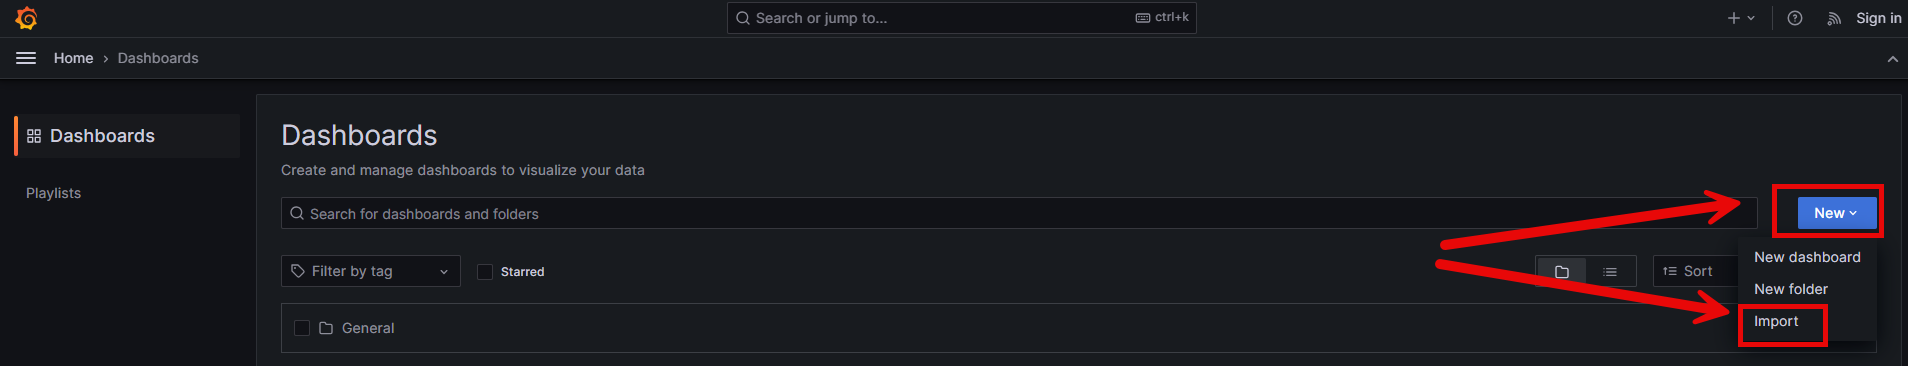 Search or jump to...
ctrl+k
Sign in
Home › Dashboards
Dashboards
Playlists
Dashboards
Create and manage dashboards to visualize your data
Search for dashboards and folders
New
Filter by tag
Starred
Sort
New dashboard
New folder
Import
General